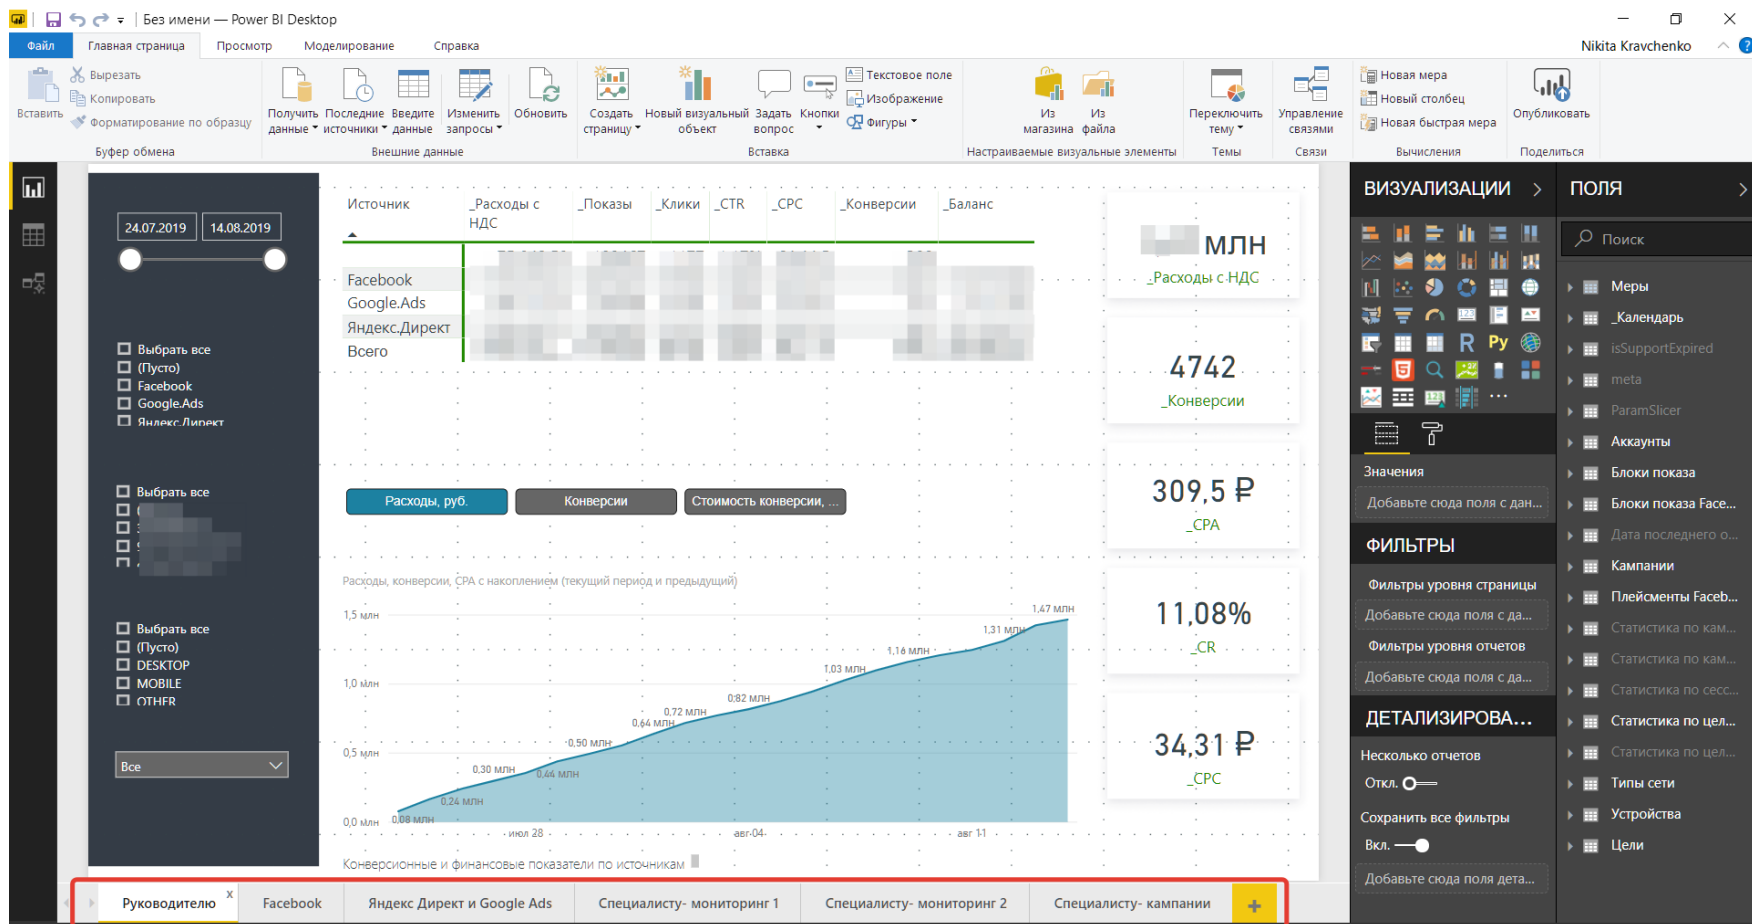 Без имени — Power BI Desktop
Файл
Главная страница
Просмотр
Моделирование
Справка
Nikita Kravchenko
Вставить
Вырезать
Копировать
Форматирование по образцу
Буфер обмена
Получить данные
Последние источники
Введите данные
Изменить запросы
Обновить
Внешние данные
Создать страницу
Новый визуальный объект
Задать вопрос
Кнопки
Текстовое поле
Изображение
Фигуры
Вставка
Из магазина
Из файла
Настраиваемые визуальные элементы
Переключить тему
Темы
Управление связями
Связи
Новая мера
Новый столбец
Новая быстрая мера
Вычисления
Опубликовать
Поделиться
24.07.2019
14.08.2019
Выбрать все
(Пусто)
Facebook
Google.Ads
Яндекс.Директ
Выбрать все
Выбрать все
(Пусто)
DESKTOP
MOBILE
OTHER
Все
Источник
_Расходы с НДС
_Показы
_Клики
_CTR
_CPC
_Конверсии
_Баланс
Facebook
Google.Ads
Яндекс.Директ
Всего
Расходы, руб.
Конверсии
Стоимость конверсии, ...
Расходы, конверсии, CPA с накоплением (текущий период и предыдущий)
1,5 млн
1,0 млн
0,5 млн
0,0 млн
0,08 млн
0,24 млн
0,30 млн
0,44 млн
0,50 млн
0,64 млн
0,72 млн
0,82 млн
1,03 млн
1,16 млн
1,31 млн
1,47 млн
июл 28
авг 04
авг 11
Конверсионные и финансовые показатели по источникам
млн
_Расходы с НДС
4742
_Конверсии
309,5 ₽
_CPA
11,08%
_CR
34,31 ₽
_CPC
ВИЗУАЛИЗАЦИИ
R
Py
Значения
Добавьте сюда поля с дан...
ФИЛЬТРЫ
Фильтры уровня страницы
Добавьте сюда поля с да...
Фильтры уровня отчетов
Добавьте сюда поля с да...
ДЕТАЛИЗИРОВА...
Несколько отчетов
Откл.
Сохранить все фильтры
Вкл.
Добавьте сюда поля дета...
ПОЛЯ
Поиск
Меры
_Календарь
isSupportExpired
meta
ParamSlicer
Аккаунты
Блоки показа
Блоки показа Face...
Дата последнего о...
Кампании
Плейсменты Faceb...
Статистика по кам...
Статистика по кам...
Статистика по сесс...
Статистика по цел...
Статистика по цел...
Типы сети
Устройства
Цели
Руководителю
x
Facebook
Яндекс Директ и Google Ads
Специалисту- мониторинг 1
Специалисту- мониторинг 2
Специалисту- кампании
+